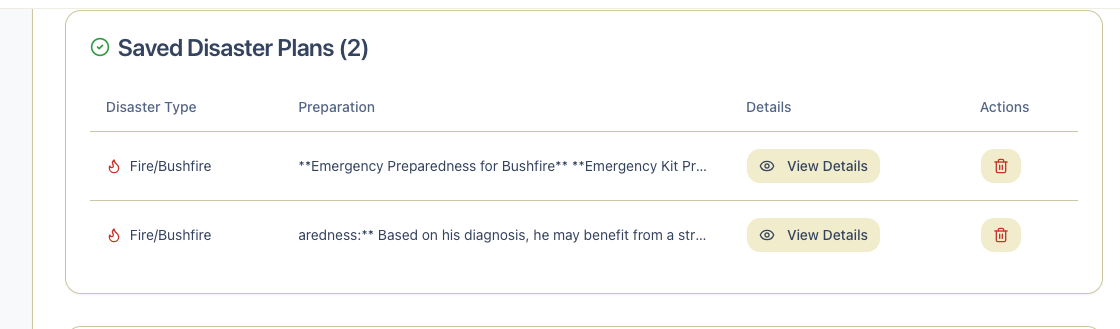 Saved Disaster Plans (2)
Disaster Type Preparation Details Actions
Fire/Bushfire **Emergency Preparedness for Bushfire** **Emergency Kit Pr... View Details
Fire/Bushfire aredness:** Based on his diagnosis, he may benefit from a str... View Details